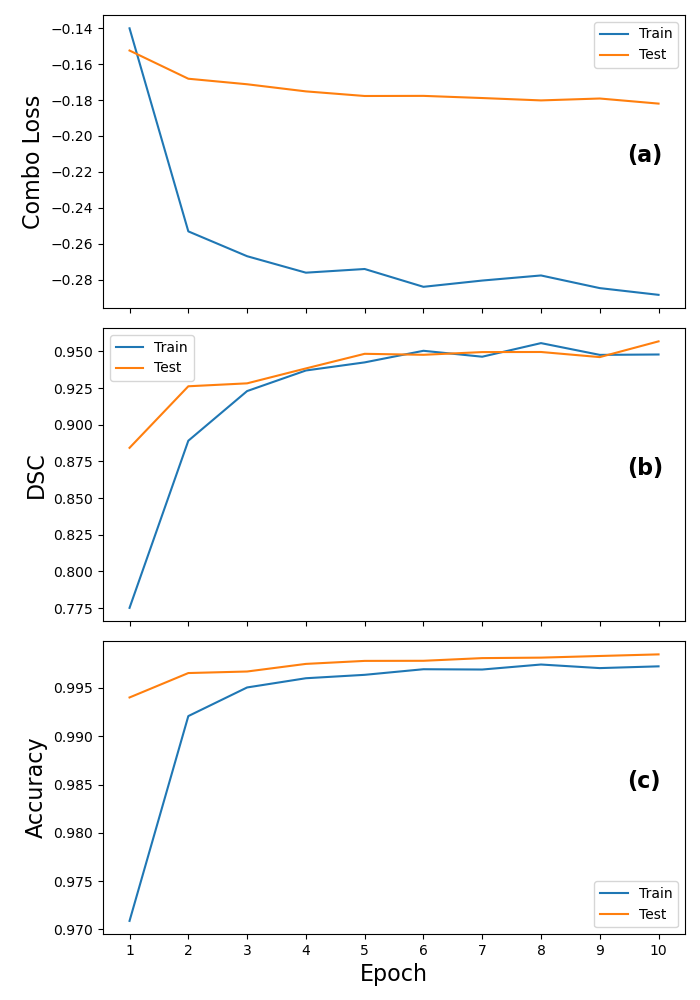 −0.14
−0.16
−0.18
−0.20
−0.22
−0.24
−0.26
−0.28
Combo Loss
Train
Test
(a)
0.950
0.925
0.900
0.875
0.850
0.825
0.800
0.775
DSC
Train
Test
(b)
0.995
0.990
0.985
0.980
0.975
0.970
Accuracy
(c)
Train
Test
1 2 3 4 5 6 7 8 9 10
Epoch